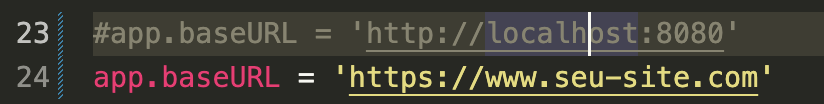 23 #app.baseURL = 'http://localhost:8080'
24 app.baseURL = 'https://www.seu-site.com'